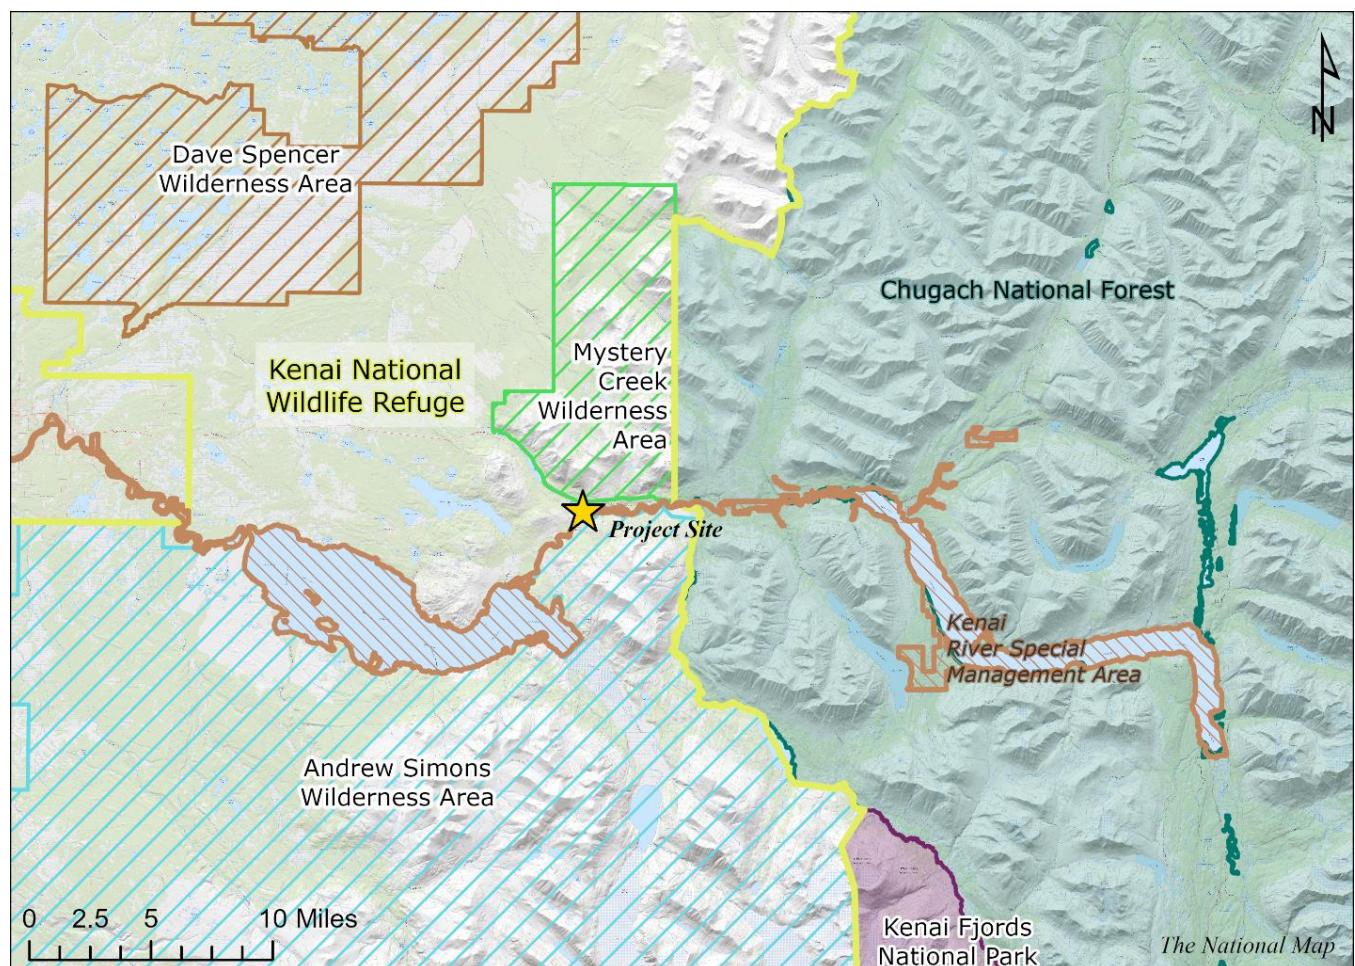 N
Dave Spencer
Wilderness Area
Chugach National Forest
Kenai National
Wildlife Refuge
Mystery
Creek
Wilderness
Area
Project Site
Kenai
River Special
Management Area
Andrew Simons
Wilderness Area
0 2.5 5 10 Miles
Kenai Fjords
National Park
The National Map